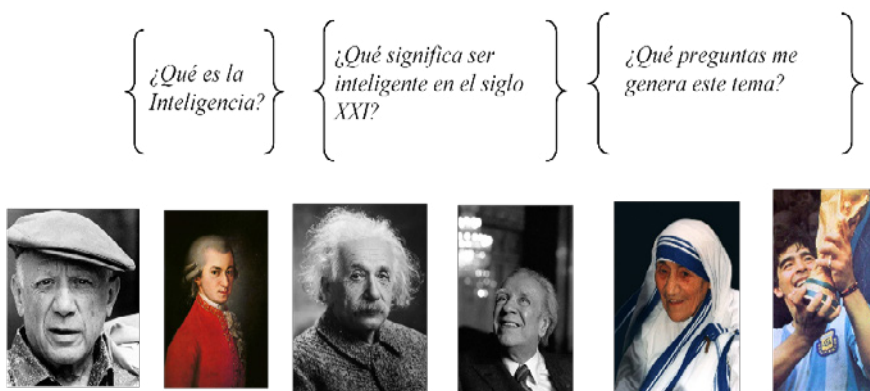 ¿Qué es la
Inteligencia?
¿Qué significa ser
inteligente en el siglo
XXI?
¿Qué preguntas me
genera este tema?